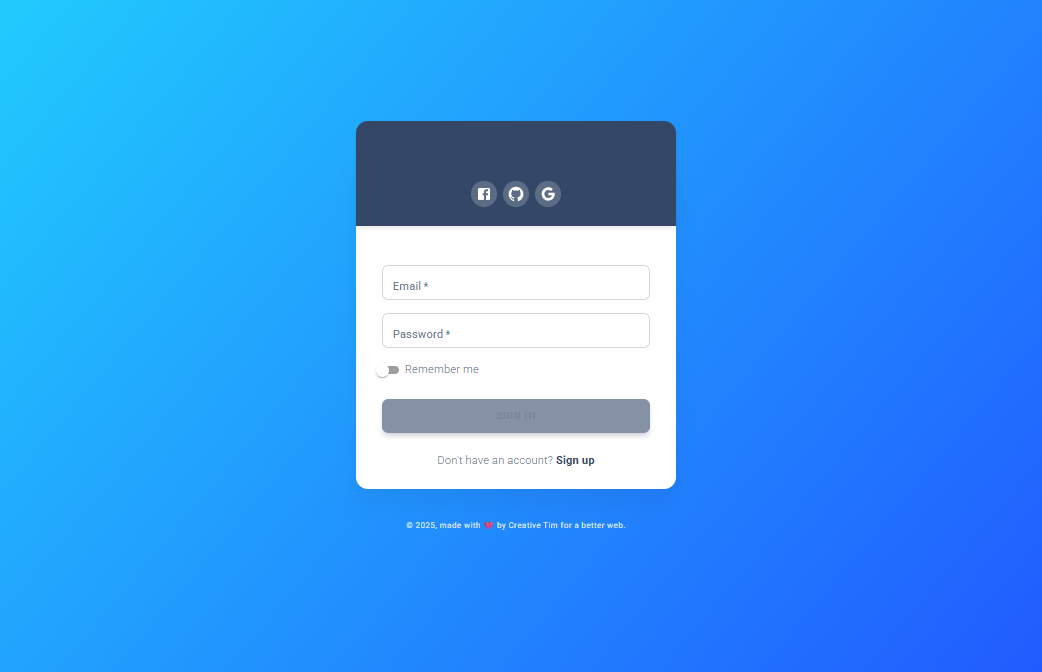 Email *
Password *
Remember me
SIGN IN
Don't have an account? Sign up
© 2025, made with ❤️ by Creative Tim for a better web.